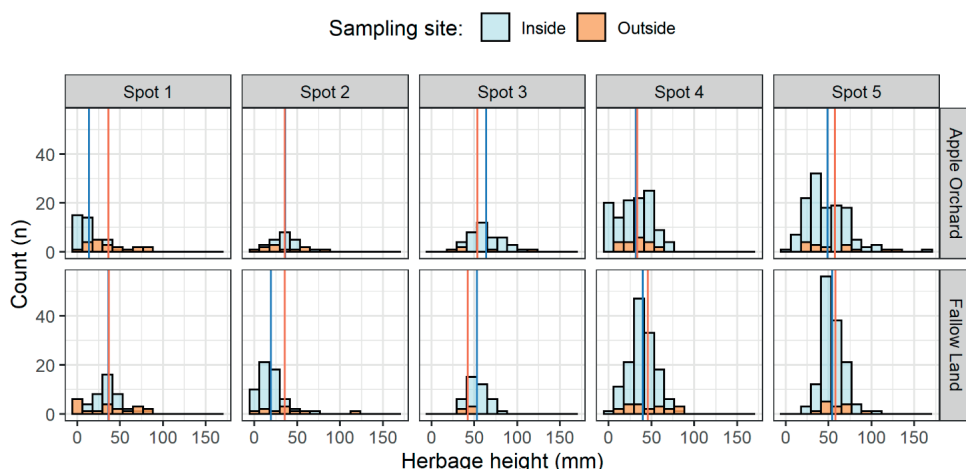 Sampling site: Inside Outside
Spot 1 Spot 2 Spot 3 Spot 4 Spot 5
Count (n)
40
20
0
Apple Orchard
40
20
0
Fallow Land
0 50 100 150 0 50 100 150 0 50 100 150 0 50 100 150 0 50 100 150
Herbage height (mm)